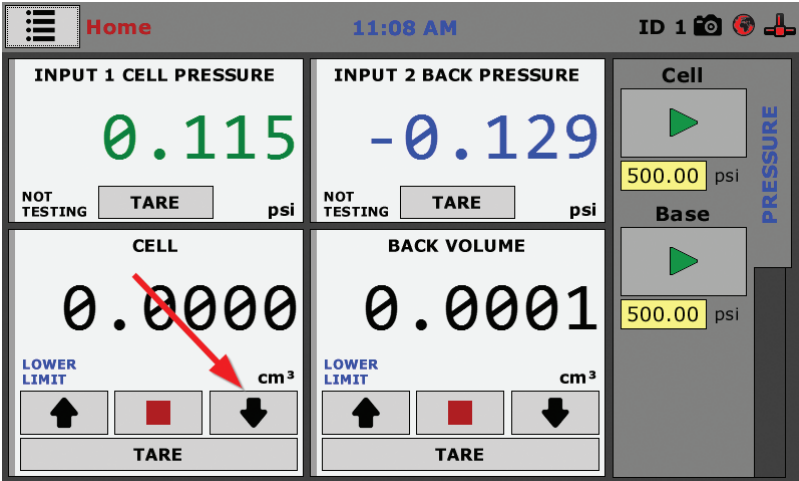 Home 11:08 AM ID 1
INPUT 1 CELL PRESSURE
0.115
NOT
TESTING
TARE
psi
INPUT 2 BACK PRESSURE
-0.129
NOT
TESTING
TARE
psi
Cell
500.00 psi
Base
500.00 psi
PRESSURE
CELL
0.0000
LOWER
LIMIT
cm³
TARE
BACK VOLUME
0.0001
LOWER
LIMIT
cm³
TARE